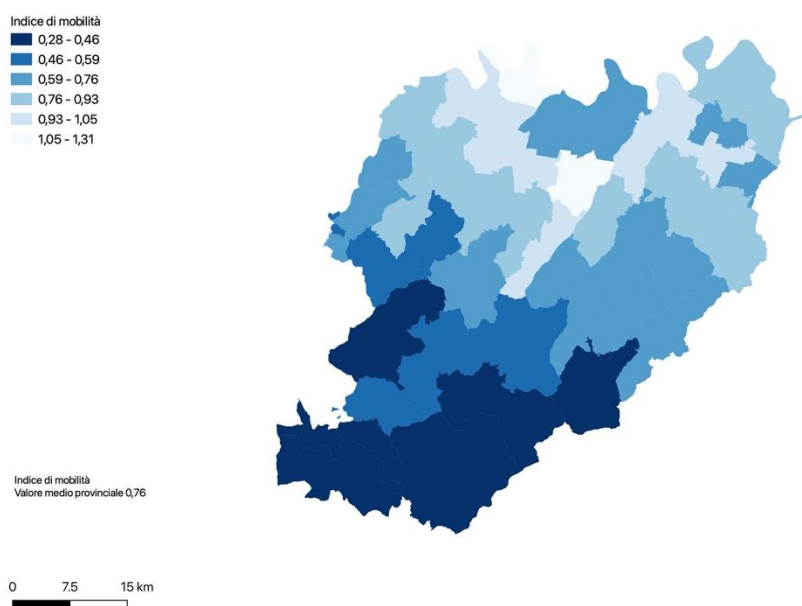 Indice di mobilità
0,28 - 0,46
0,46 - 0,59
0,59 - 0,76
0,76 - 0,93
0,93 - 1,05
1,05 - 1,31
Indice di mobilità
Valore medio provinciale 0,76
0 7.5 15 km